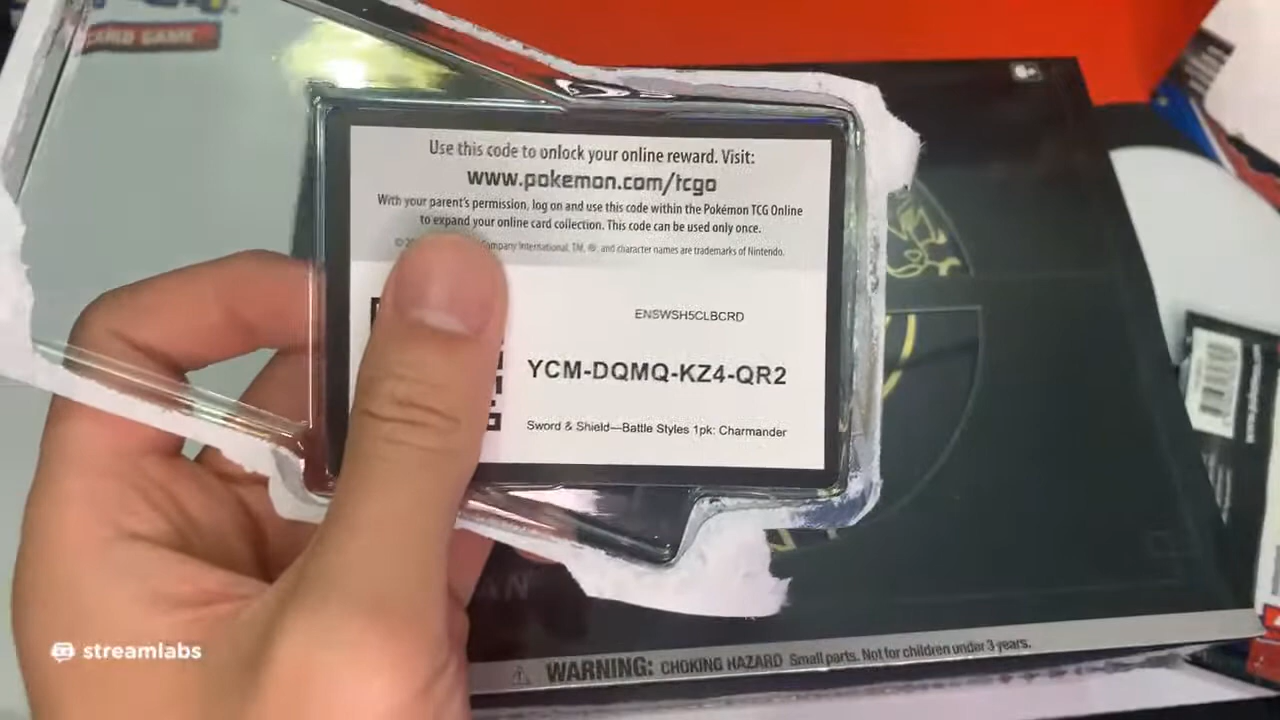 CARD GAME
Use this code to unlock your online reward. Visit:
www.pokemon.com/tcgo
With your parent's permission, log on and use this code within the Pokémon TCG Online
to expand your online card collection. This code can be used only once.
Company International. TM, ®, and character names are trademarks of Nintendo.
ENSWSH5CLBCRD
YCM-DQMQ-KZ4-QR2
Sword & Shield—Battle Styles 1pk: Charmander
streamlabs
WARNING: CHOKING HAZARD Small parts. Not for children under 3 years.